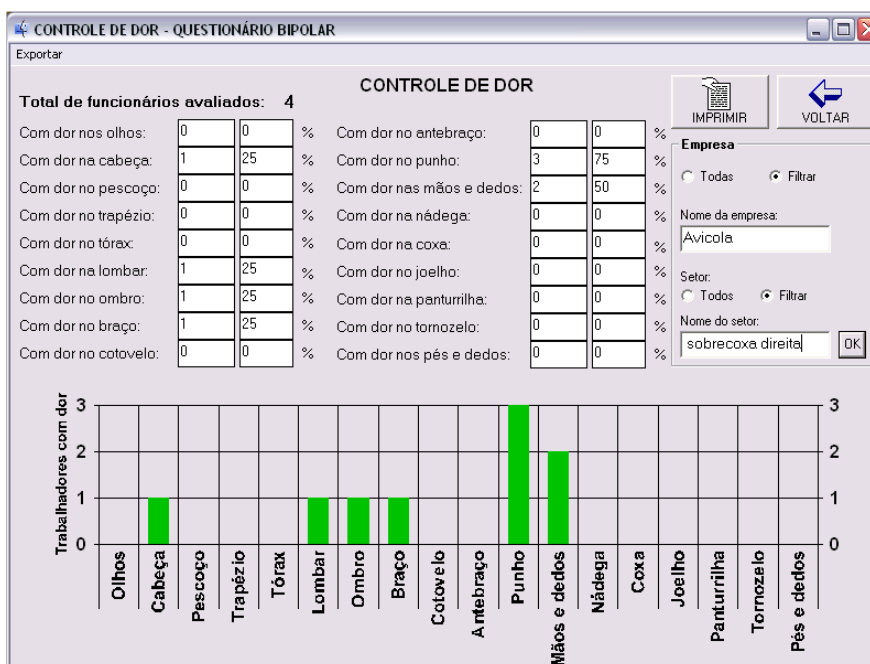 CONTROLE DE DOR - QUESTIONÁRIO BIPOLAR
Exportar
CONTROLE DE DOR
Total de funcionários avaliados: 4
Com dor nos olhos: 0 0 %
Com dor na cabeça: 1 25 %
Com dor no pescoço: 0 0 %
Com dor no trapézio: 0 0 %
Com dor no tórax: 0 0 %
Com dor na lombar: 1 25 %
Com dor no ombro: 1 25 %
Com dor no braço: 1 25 %
Com dor no cotovelo: 0 0 %
Com dor no antebraço: 0 0 %
Com dor no punho: 3 75 %
Com dor nas mãos e dedos: 2 50 %
Com dor na nádega: 0 0 %
Com dor na coxa: 0 0 %
Com dor no joelho: 0 0 %
Com dor na panturrilha: 0 0 %
Com dor no tornozelo: 0 0 %
Com dor nos pés e dedos: 0 0 %
IMPRIMIR
VOLTAR
Empresa
Todas Filtrar
Nome da empresa:
Avicola
Setor:
Todos Filtrar
Nome do setor:
sobrecoxa direita OK
Trabalhadores com dor
3 3
2 2
1 1
0 0
Olhos
Cabeça
Pescoço
Trapézio
Tórax
Lombar
Ombro
Braço
Cotovelo
Antebraço
Punho
Mãos e dedos
Nádega
Coxa
Joelho
Panturrilha
Tornozelo
Pés e dedos